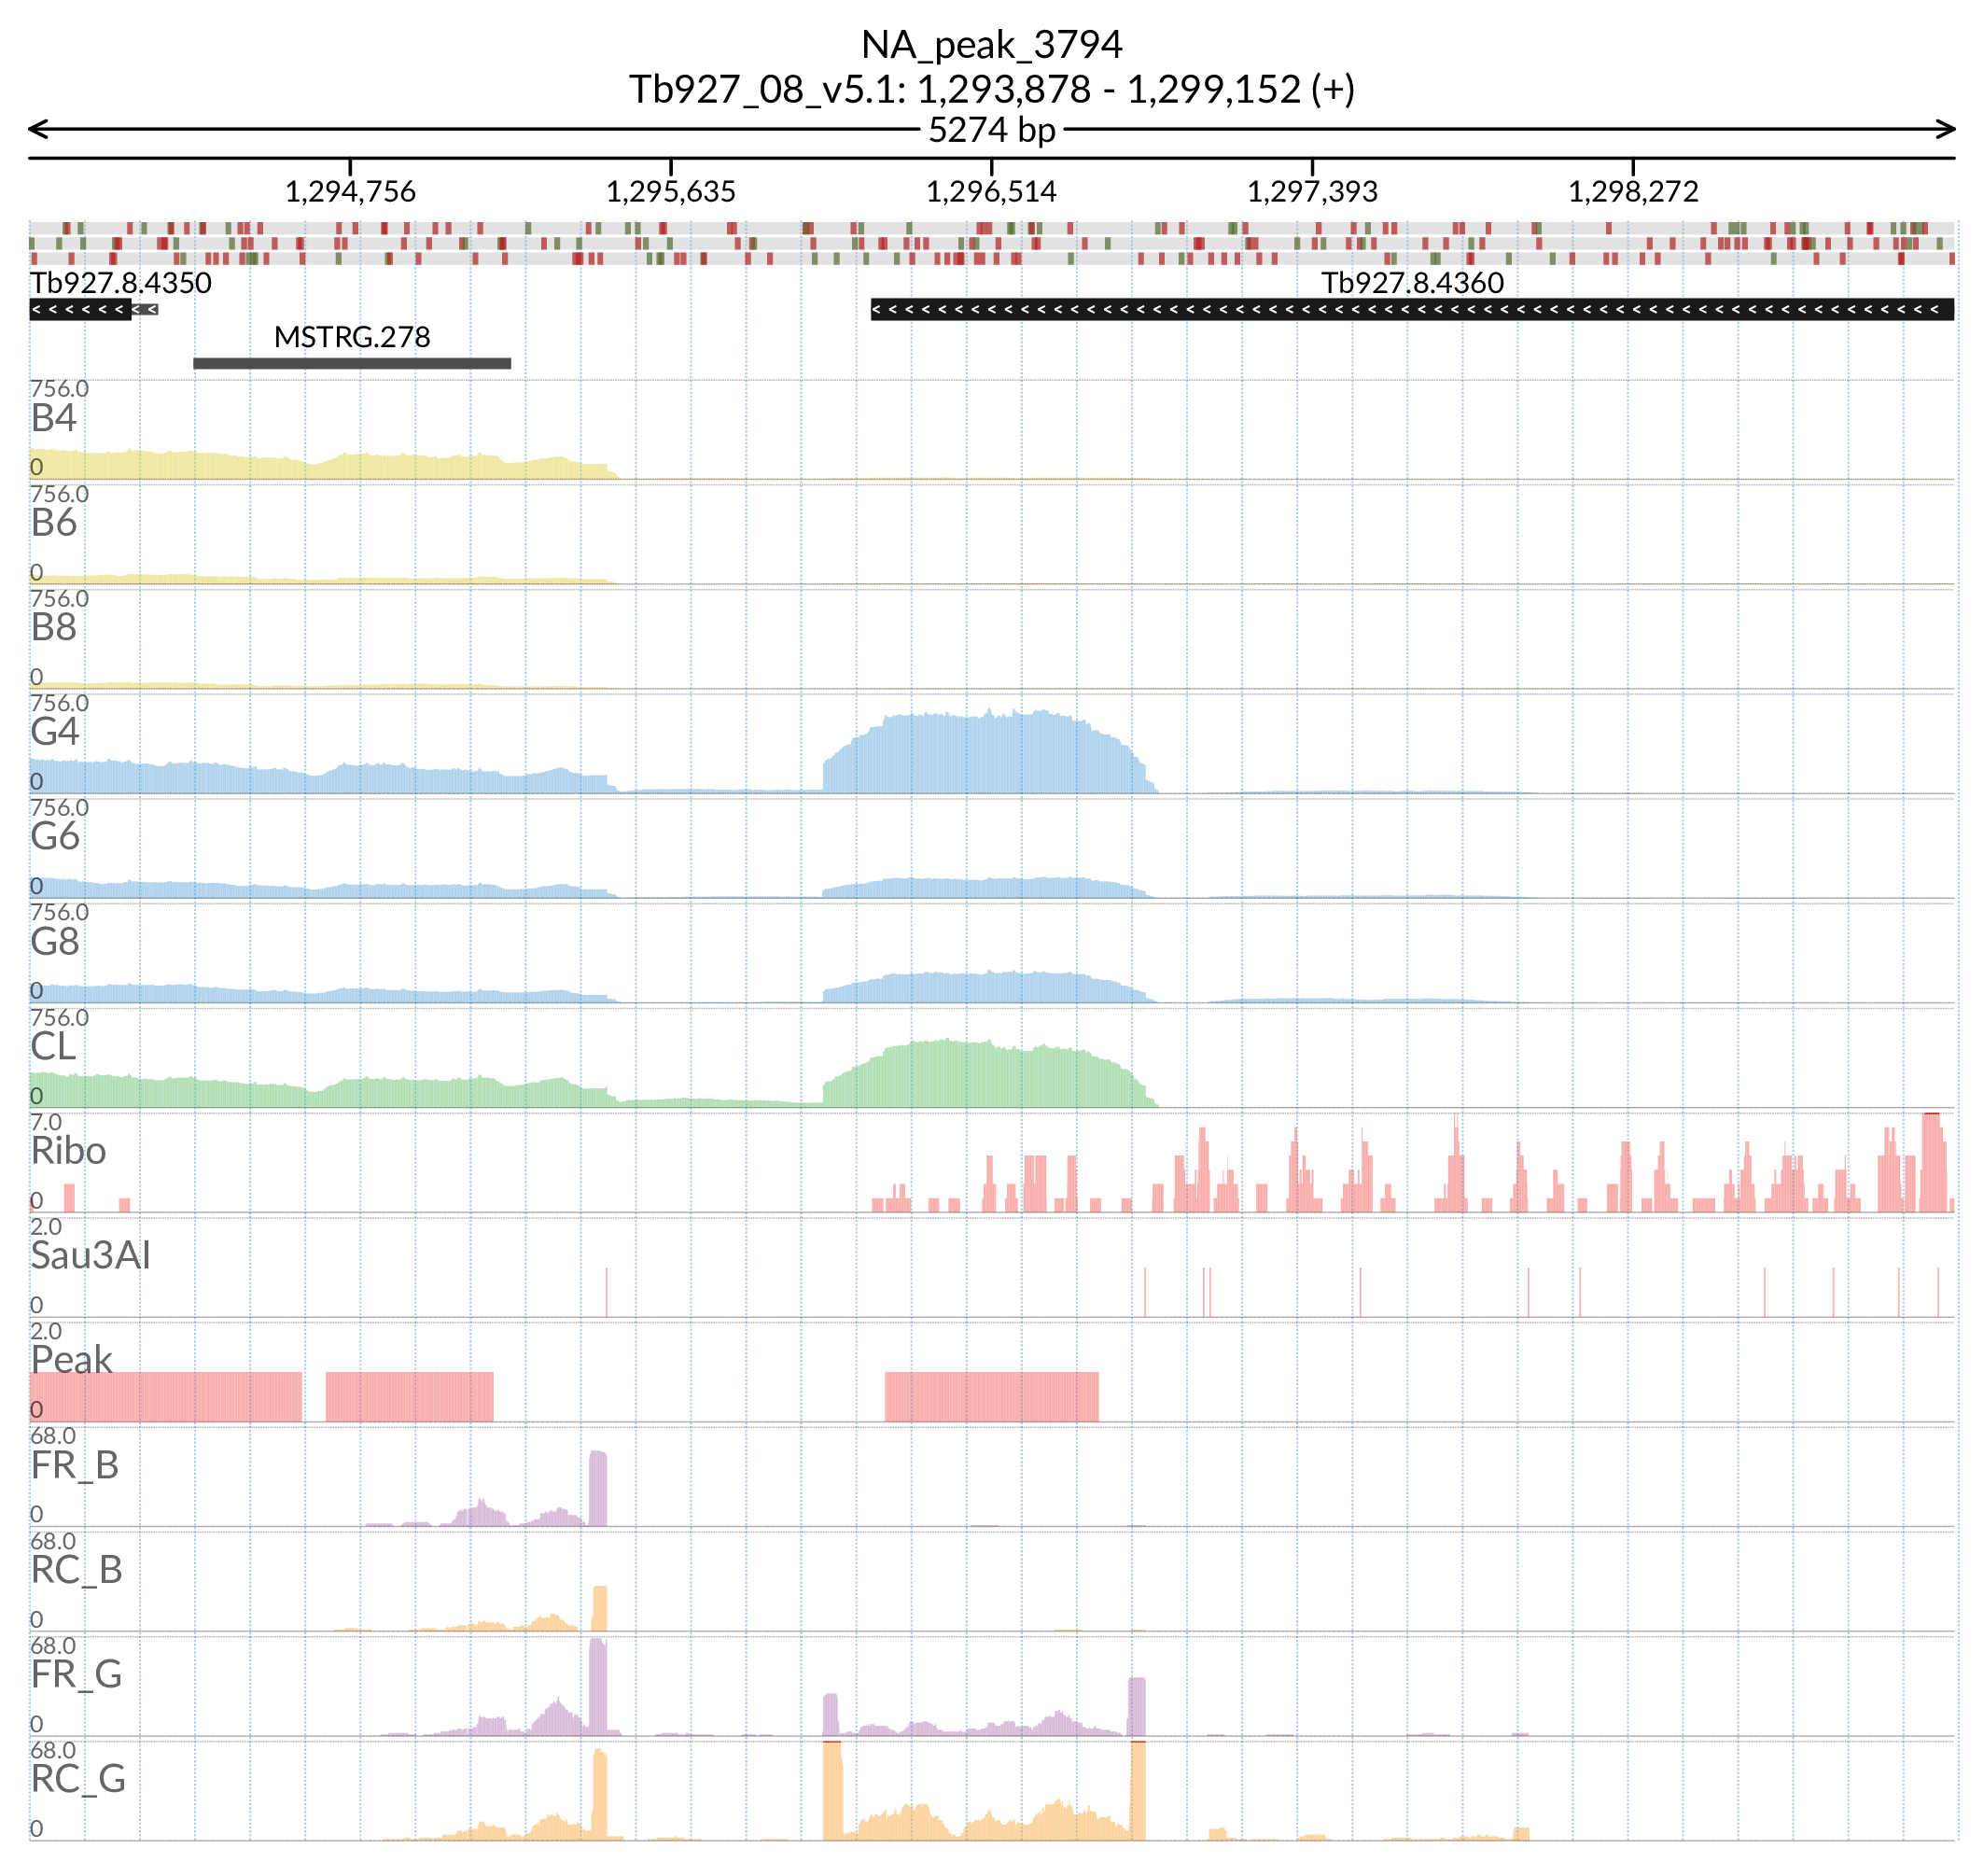 NA_peak_3794
Tb927_08_v5.1: 1,293,878 - 1,299,152 (+)
5274 bp
1,294,756 1,295,635 1,296,514 1,297,393 1,298,272
Tb927.8.4350 Tb927.8.4360
MSTRG.278
756.0
B4
0
756.0
B6
0
756.0
B8
0
756.0
G4
0
756.0
G6
0
756.0
G8
0
756.0
CL
0
7.0
Ribo
0
2.0
Sau3AI
0
2.0
Peak
0
68.0
FR_B
0
68.0
RC_B
0
68.0
FR_G
0
68.0
RC_G
0